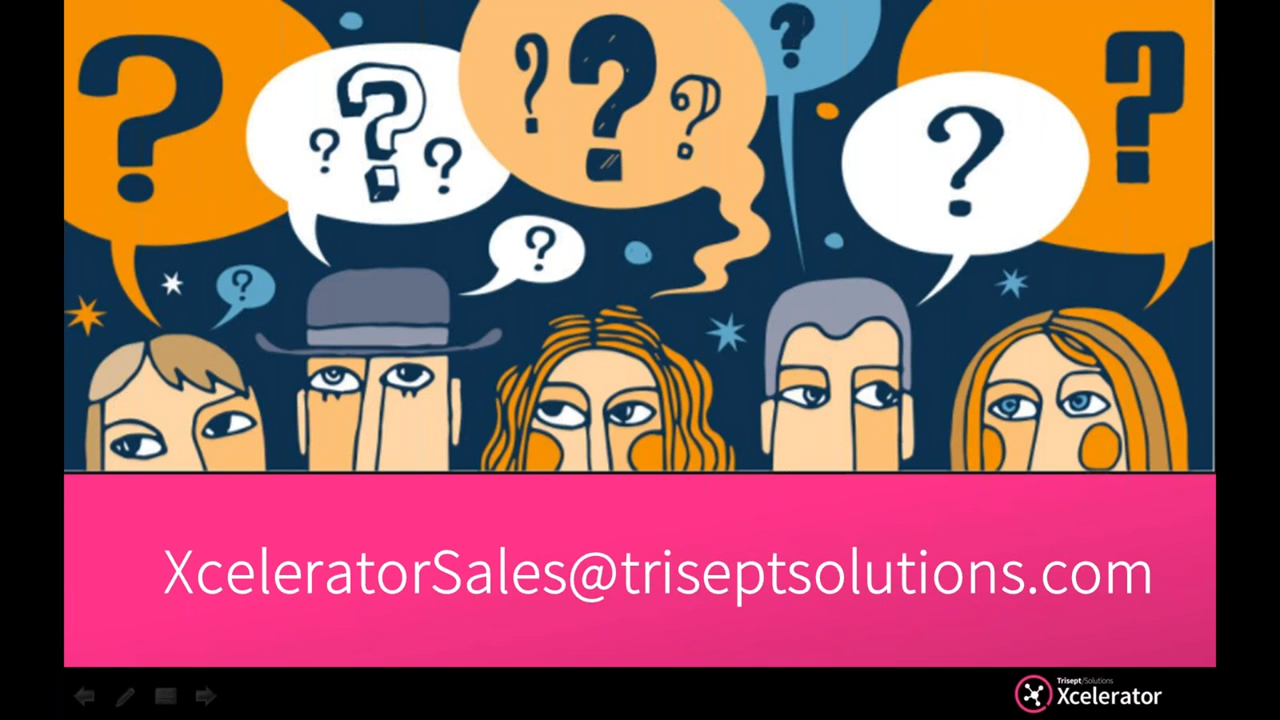 ? ? ? ? ? ? ? ? ? ?
? ?
XceleratorSales@triseptsolutions.com
Trisept/Solutions
Xcelerator